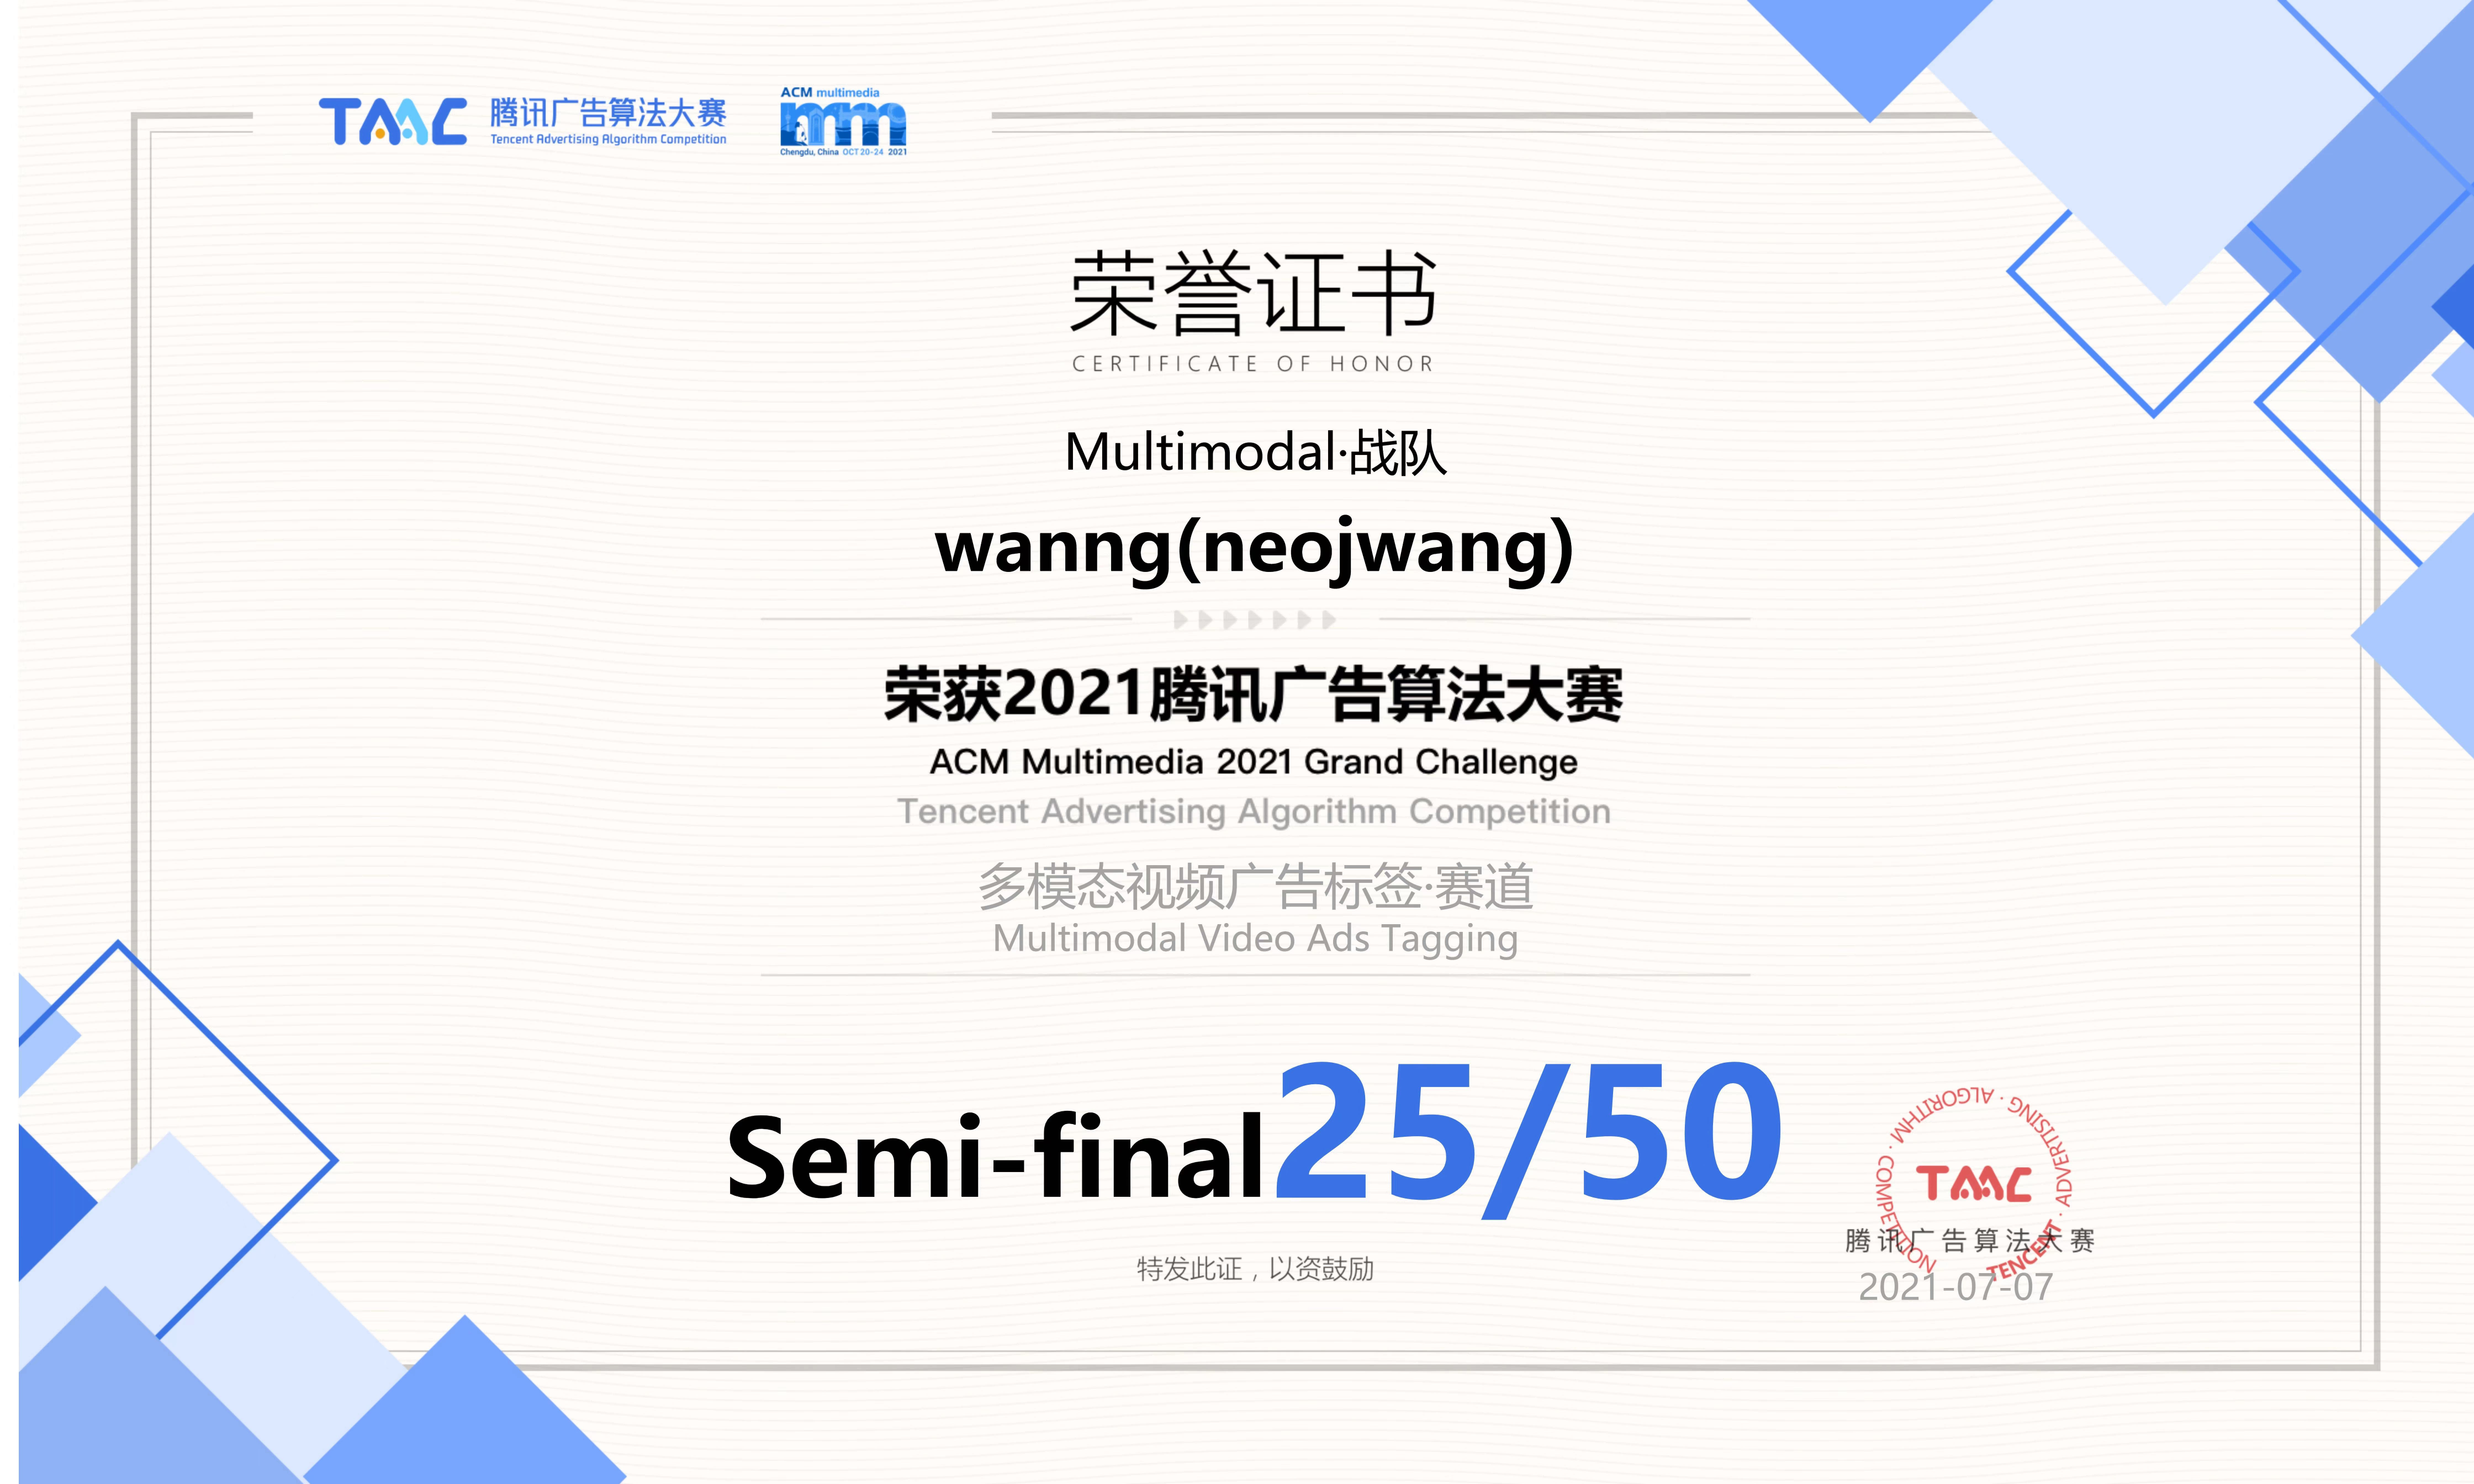 TAAC 腾讯广告算法大赛
Tencent Advertising Algorithm Competition
ACM multimedia
mm
Chengdu, China OCT 20-24 2021
荣誉证书
CERTIFICATE OF HONOR
Multimodal·战队
wanng(neojwang)
荣获2021腾讯广告算法大赛
ACM Multimedia 2021 Grand Challenge
Tencent Advertising Algorithm Competition
多模态视频广告标签·赛道
Multimodal Video Ads Tagging
Semi-final25/50
特发此证，以资鼓励
TENCENT · ADVERTISING · ALGORITHM · COMPETITION
TAAC
腾讯广告算法大赛
2021-07-07